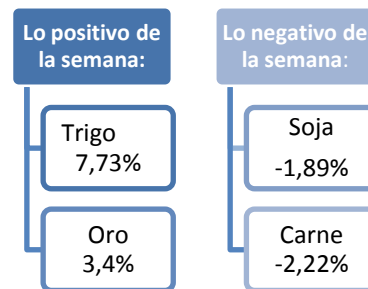 Lo positivo de
la semana:
Trigo
7,73%
Oro
3,4%
Lo negativo de
la semana:
Soja
-1,89%
Carne
-2,22%